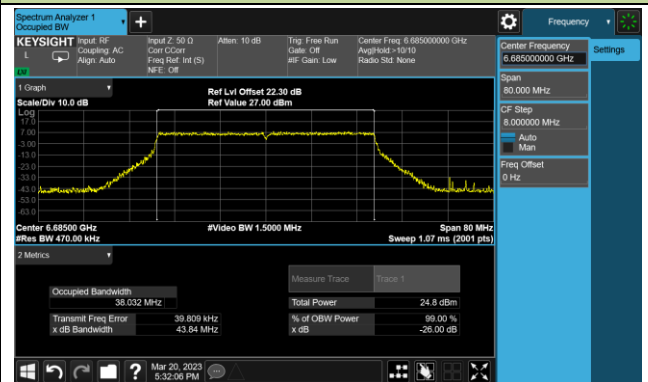 Spectrum Analyzer 1
Occupied BW
Frequency
KEYSIGHT
L
LW
Input: RF
Coupling: AC
Align: Auto
Input Z: 50 Ω
Corr CCorr
Freq Ref: Int (S)
NFE: Off
Atten: 10 dB
Trig: Free Run
Gate: Off
#IF Gain: Low
Center Freq: 6.685000000 GHz
Avg|Hold:>10/10
Radio Std: None
Center Frequency
6.685000000 GHz
Settings
Span
80.000 MHz
CF Step
8.000000 MHz
Auto
Man
Freq Offset
0 Hz
1 Graph
Scale/Div 10.0 dB
Ref Lvl Offset 22.30 dB
Ref Value 27.00 dBm
Log
17.0
7.00
-3.00
-13.0
-23.0
-33.0
-43.0
-53.0
-63.0
Center 6.68500 GHz
#Res BW 470.00 kHz
#Video BW 1.5000 MHz
Span 80 MHz
Sweep 1.07 ms (2001 pts)
2 Metrics
Measure Trace
Trace 1
Occupied Bandwidth
38.032 MHz
Total Power
24.8 dBm
Transmit Freq Error
39.809 kHz
% of OBW Power
99.00 %
x dB Bandwidth
43.84 MHz
x dB
-26.00 dB
?
Mar 20, 2023
5:32:06 PM